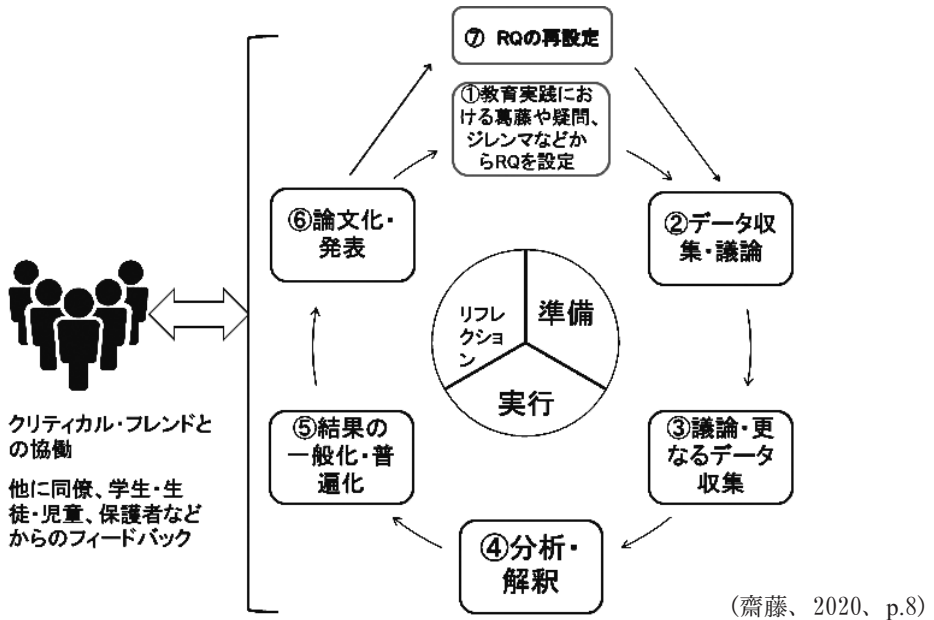 ⑦ RQの再設定
①教育実践にお
ける葛藤や疑問、
ジレンマなどか
らRQを設定
②データ収
集・議論
③議論・更
なるデータ
収集
④分析・
解釈
⑤結果の
一般化・普
遍化
⑥論文化・
発表
リフレ
クショ
ン
準備
実行
クリティカル・フレンドと
の協働
他に同僚、学生・生
徒・児童、保護者など
からのフィードバック
(齋藤、2020、p.8)